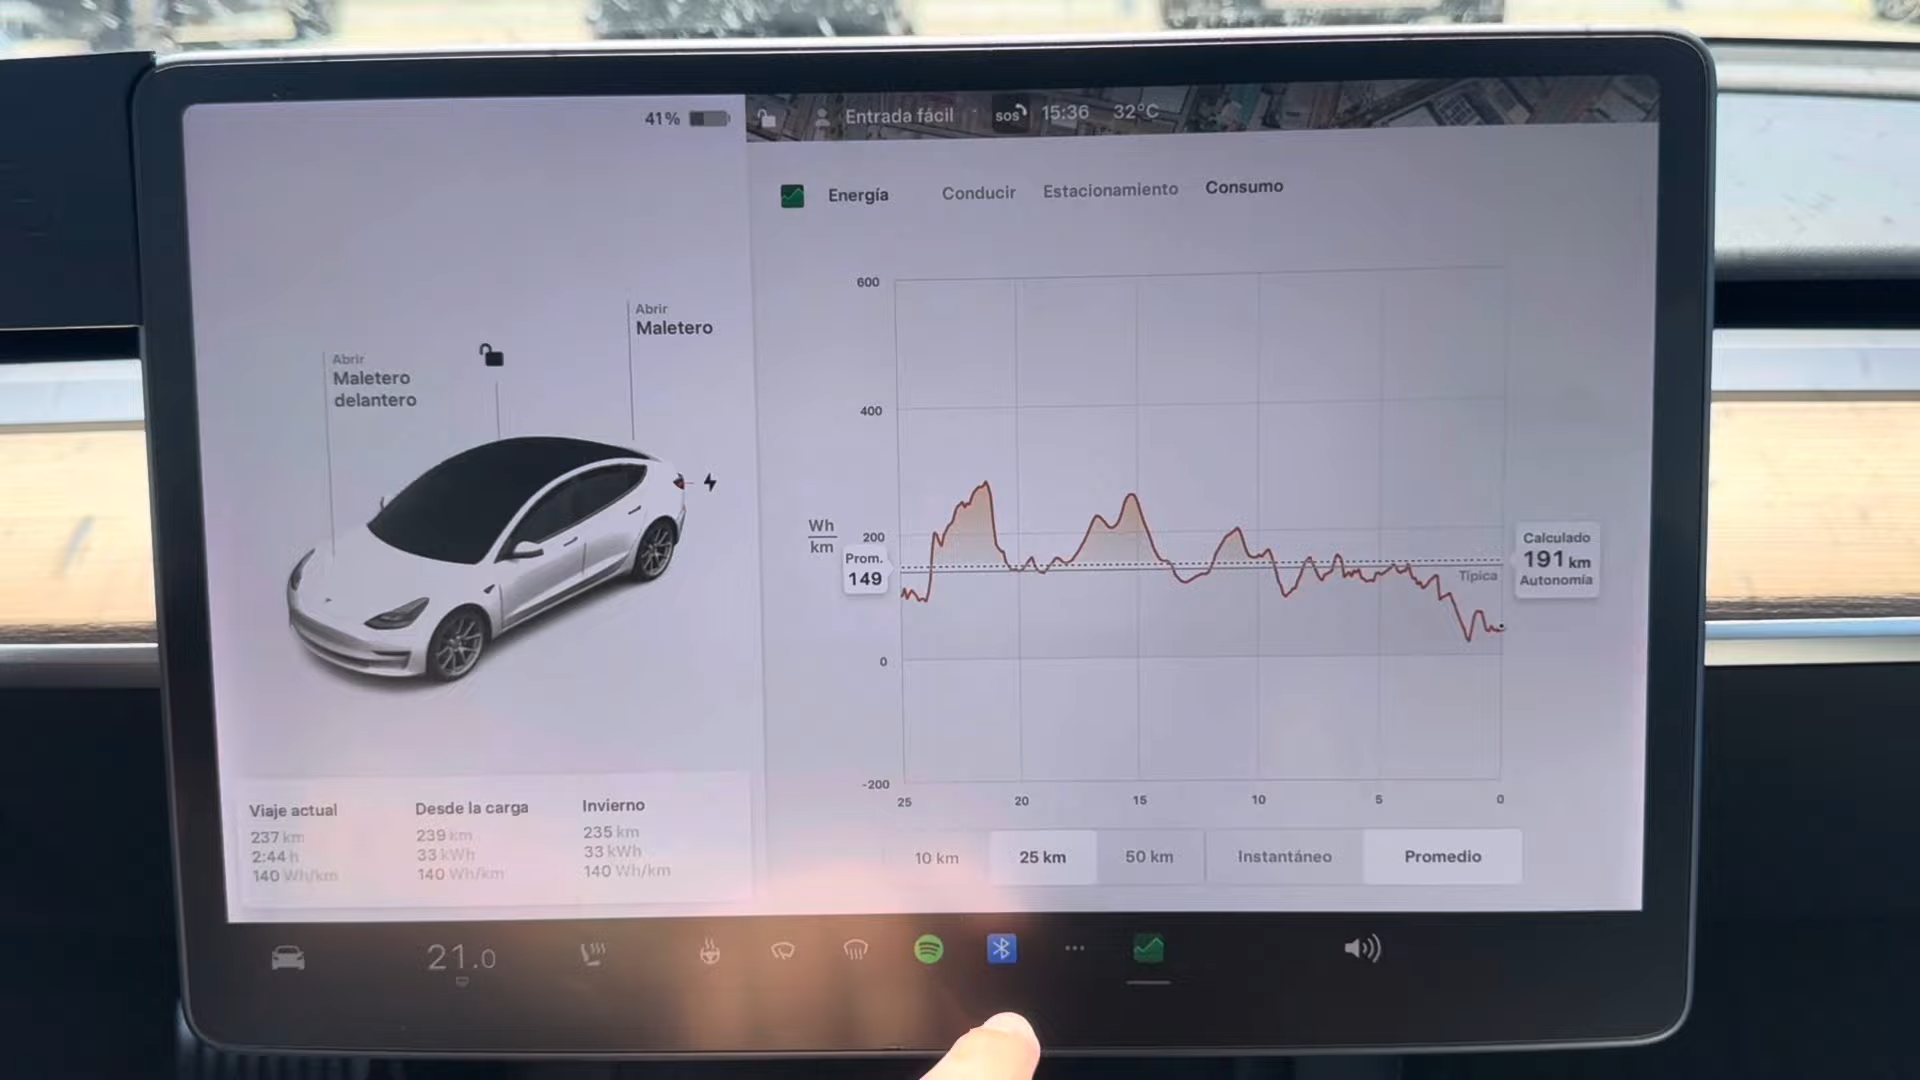 41%
Entrada fácil
SOS
15:36
32°C
Energía
Conducir
Estacionamiento
Consumo
Abrir
Maletero
Abrir
Maletero
delantero
600
400
200
0
-200
Wh
km
Prom.
149
Típica
Calculado
191 km
Autonomía
25
20
15
10
5
0
10 km
25 km
50 km
Instantáneo
Promedio
Viaje actual
237 km
2:44 h
140 Wh/km
Desde la carga
239 km
33 kWh
140 Wh/km
Invierno
235 km
33 kWh
140 Wh/km
21.0